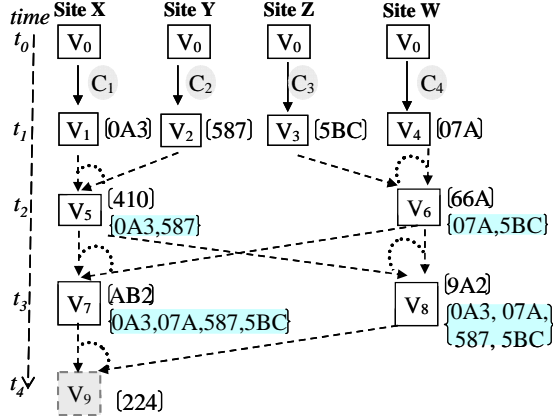 time Site X Site Y Site Z Site W
t0 V0 V0 V0 V0
C1 C2 C3 C4
t1 V1 [0A3] V2 [587] V3 [5BC] V4 [07A]
t2 V5 [410] V6 [66A]
{0A3,587} {07A,5BC}
t3 V7 [AB2] V8 [9A2]
{0A3,07A,587,5BC} {0A3, 07A,
587, 5BC}
t4 V9 [224]